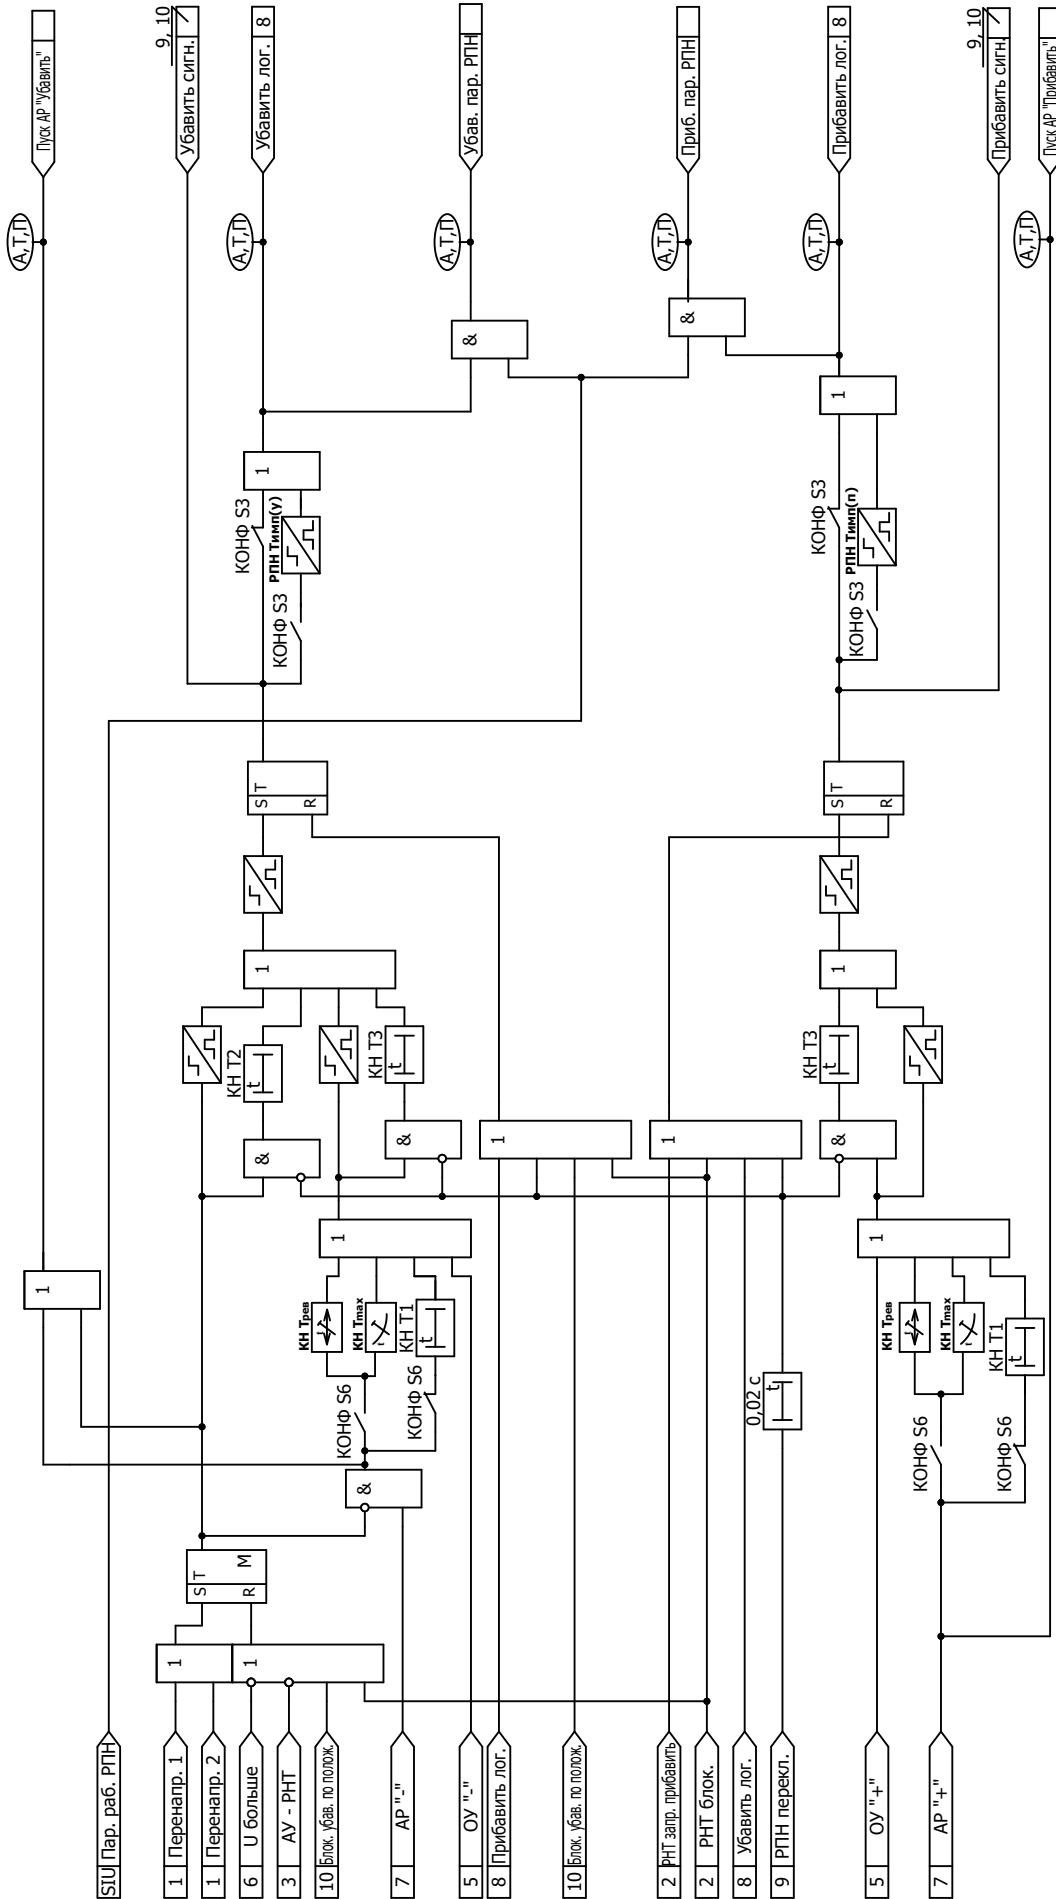 SIU Пар. раб. РПН
1 Перенапр. 1
1 Перенапр. 2
6 U больше
3 АУ - РНТ
10 Блок. убав. по полож.
7 АР "-"
5 ОУ "-"
8 Прибавить лог.
10 Блок. убав. по полож.
2 РНТ запр. прибавить
2 РНТ блок.
8 Убавить лог.
9 РПН перекл.
5 ОУ "+"
7 АР "+"
1
1
S T
R M
1
&
КОНФ S6
КОНФ S6
КН Трев
КН Tmax
t
КН Т1
t
1
&
&
КН Т2
t
КН Т3
t
1
S T
R
КОНФ S3
КОНФ S3
РПН Тимп(у)
1
1
1
0,02 с
t
КОНФ S6
КОНФ S6
КН Трев
КН Tmax
t
КН Т1
t
1
&
КН Т3
t
1
S T
R
КОНФ S3
КОНФ S3
РПН Тимп(п)
1
&
&
А,Т,П
А,Т,П
А,Т,П
А,Т,П
А,Т,П
А,Т,П
Пуск АР "Убавить"
Убавить сигн.
9, 10
Убавить лог. 8
Убав. пар. РПН
Приб. пар. РПН
Прибавить лог. 8
Прибавить сигн.
9, 10
Пуск АР "Прибавить"